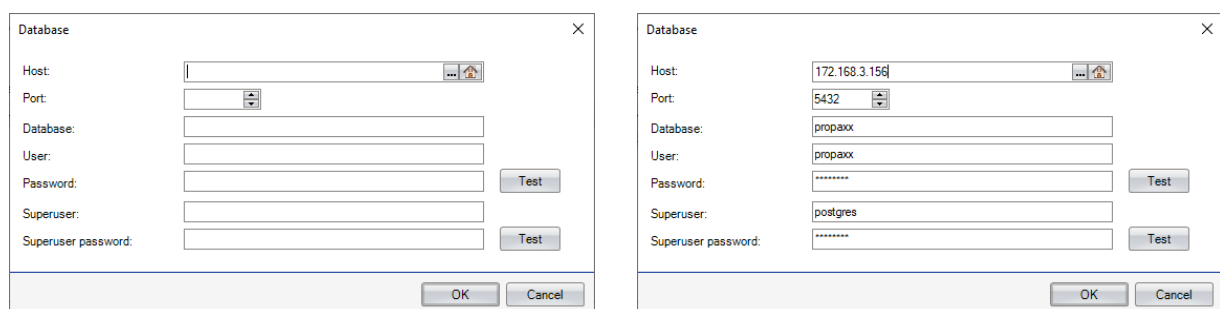 Database
Host:
...
Port:
Database:
User:
Password:
Test
Superuser:
Superuser password:
Test
OK
Cancel
Database
Host:
172.168.3.156
...
Port:
5432
Database:
propaxx
User:
propaxx
Password:
********
Test
Superuser:
postgres
Superuser password:
********
Test
OK
Cancel